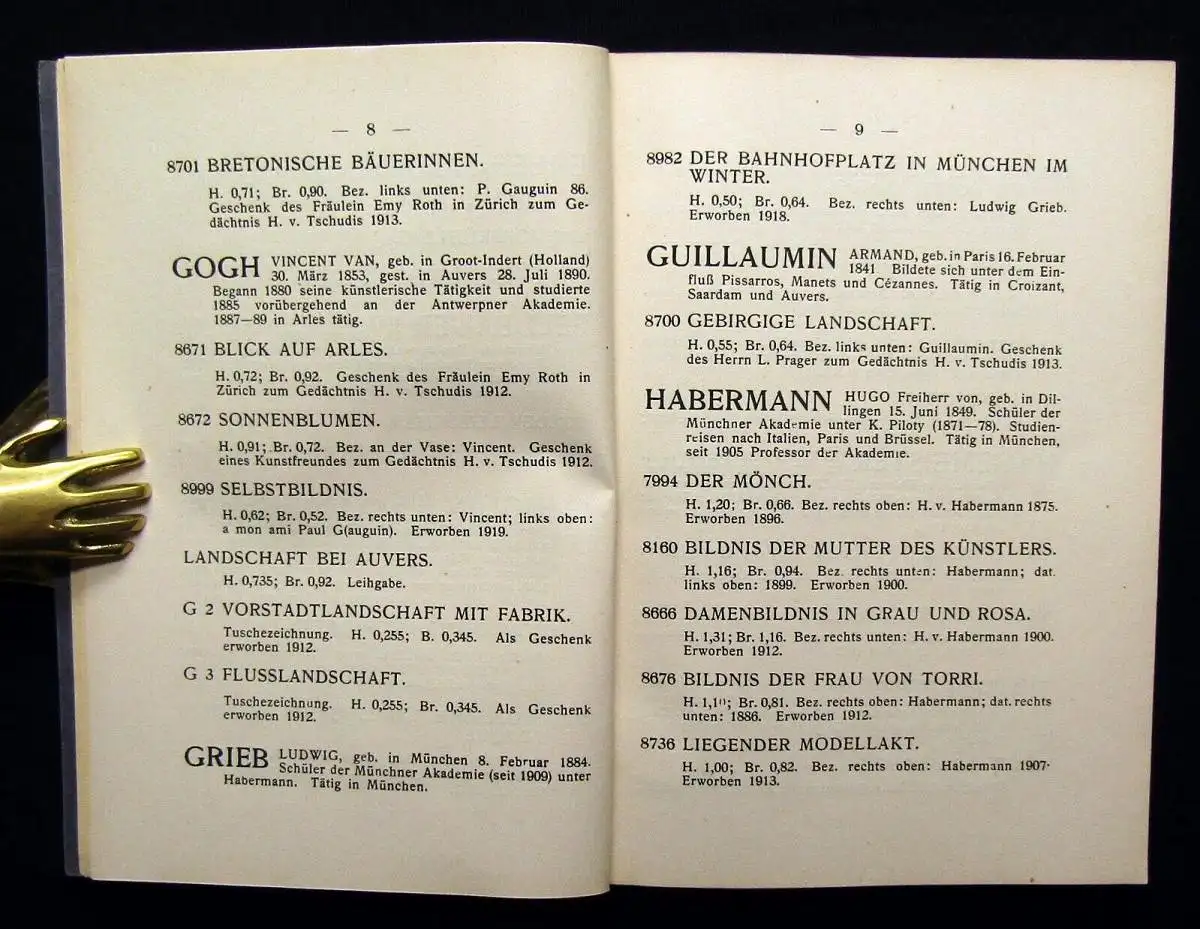 — 8 —
8701 BRETONISCHE BÄUERINNEN.
H. 0,71; Br. 0,90. Bez. links unten: P. Gauguin 86.
Geschenk des Fräulein Emy Roth in Zürich zum Ge-
dächtnis H. v. Tschudis 1913.
GOGH VINCENT VAN, geb. in Groot-Indert (Holland)
30. März 1853, gest. in Auvers 28. Juli 1890.
Begann 1880 seine künstlerische Tätigkeit und studierte
1885 vorübergehend an der Antwerpner Akademie.
1887—89 in Arles tätig.
8671 BLICK AUF ARLES.
H. 0,72; Br. 0,92. Geschenk des Fräulein Emy Roth in
Zürich zum Gedächtnis H. v. Tschudis 1912.
8672 SONNENBLUMEN.
H. 0,91; Br. 0,72. Bez. an der Vase: Vincent. Geschenk
eines Kunstfreundes zum Gedächtnis H. v. Tschudis 1912.
8999 SELBSTBILDNIS.
H. 0,62; Br. 0,52. Bez. rechts unten: Vincent; links oben:
a mon ami Paul G(auguin). Erworben 1919.
LANDSCHAFT BEI AUVERS.
H. 0,735; Br. 0,92. Leihgabe.
G 2 VORSTADTLANDSCHAFT MIT FABRIK.
Tuschezeichnung. H. 0,255; B. 0,345. Als Geschenk
erworben 1912.
G 3 FLUSSLANDSCHAFT.
Tuschezeichnung. H. 0,255; Br. 0,345. Als Geschenk
erworben 1912.
GRIEB LUDWIG, geb. in München 8. Februar 1884.
Schüler der Münchner Akademie (seit 1909) unter
Habermann. Tätig in München.
— 9 —
8982 DER BAHNHOFPLATZ IN MÜNCHEN IM
WINTER.
H. 0,50; Br. 0,64. Bez. rechts unten: Ludwig Grieb.
Erworben 1918.
GUILLAUMIN ARMAND, geb. in Paris 16. Februar
1841 Bildete sich unter dem Ein-
fluß Pissarros, Manets und Cézannes. Tätig in Croizant,
Saardam und Auvers.
8700 GEBIRGIGE LANDSCHAFT.
H. 0,55; Br. 0,64. Bez. links unten: Guillaumin. Geschenk
des Herrn L. Prager zum Gedächtnis H. v. Tschudis 1913.
HABERMANN HUGO Freiherr von, geb. in Dil-
lingen 15. Juni 1849. Schüler der
Münchner Akademie unter K. Piloty (1871—78). Studien-
reisen nach Italien, Paris und Brüssel. Tätig in München,
seit 1905 Professor der Akademie.
7994 DER MÖNCH.
H. 1,20; Br. 0,66. Bez. rechts oben: H. v. Habermann 1875.
Erworben 1896.
8160 BILDNIS DER MUTTER DES KÜNSTLERS.
H. 1,16; Br. 0,94. Bez. rechts unten: Habermann; dat.
links oben: 1899. Erworben 1900.
8666 DAMENBILDNIS IN GRAU UND ROSA.
H. 1,31; Br. 1,16. Bez. rechts unten: H. v. Habermann 1900.
Erworben 1912.
8676 BILDNIS DER FRAU VON TORRI.
H. Br. 0,81. Bez. rechts oben: Habermann; dat. rechts
unten: 1886. Erworben 1912.
8736 LIEGENDER MODELLAKT.
H. 1,00; Br. 0,82. Bez. rechts oben: Habermann 1907.
Erworben 1913.